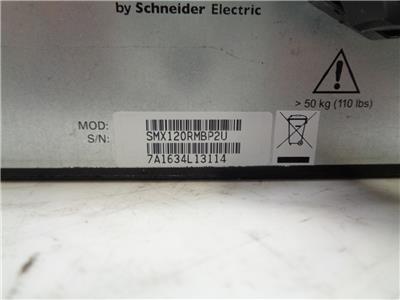 by Schneider Electric
> 50 kg (110 lbs)
MOD: SMX120RMBP2U
S/N: 7A1634L13114